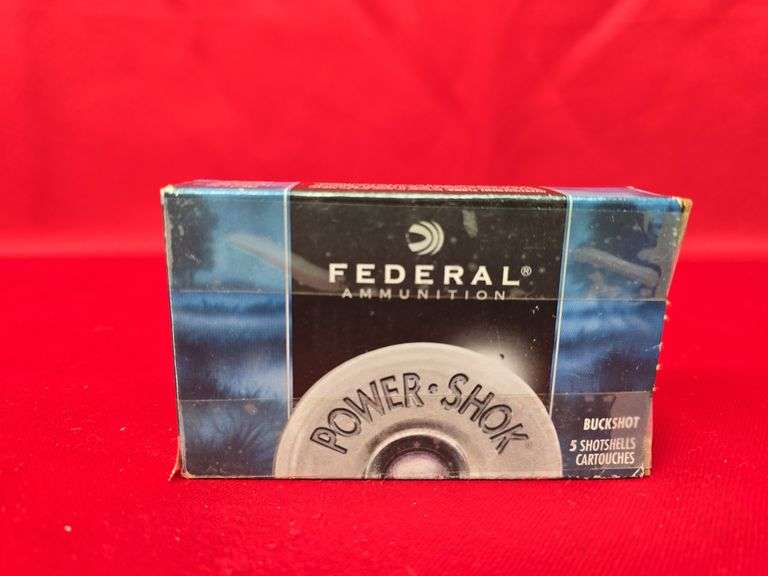 FEDERAL®
AMMUNITION
POWER·SHOK
BUCKSHOT
5 SHOTSHELLS
CARTOUCHES